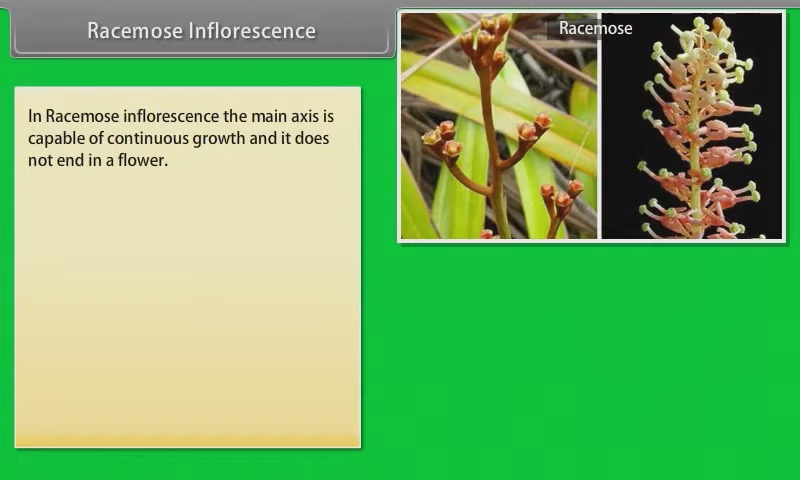 Racemose Inflorescence
Racemose
In Racemose inflorescence the main axis is
capable of continuous growth and it does
not end in a flower.